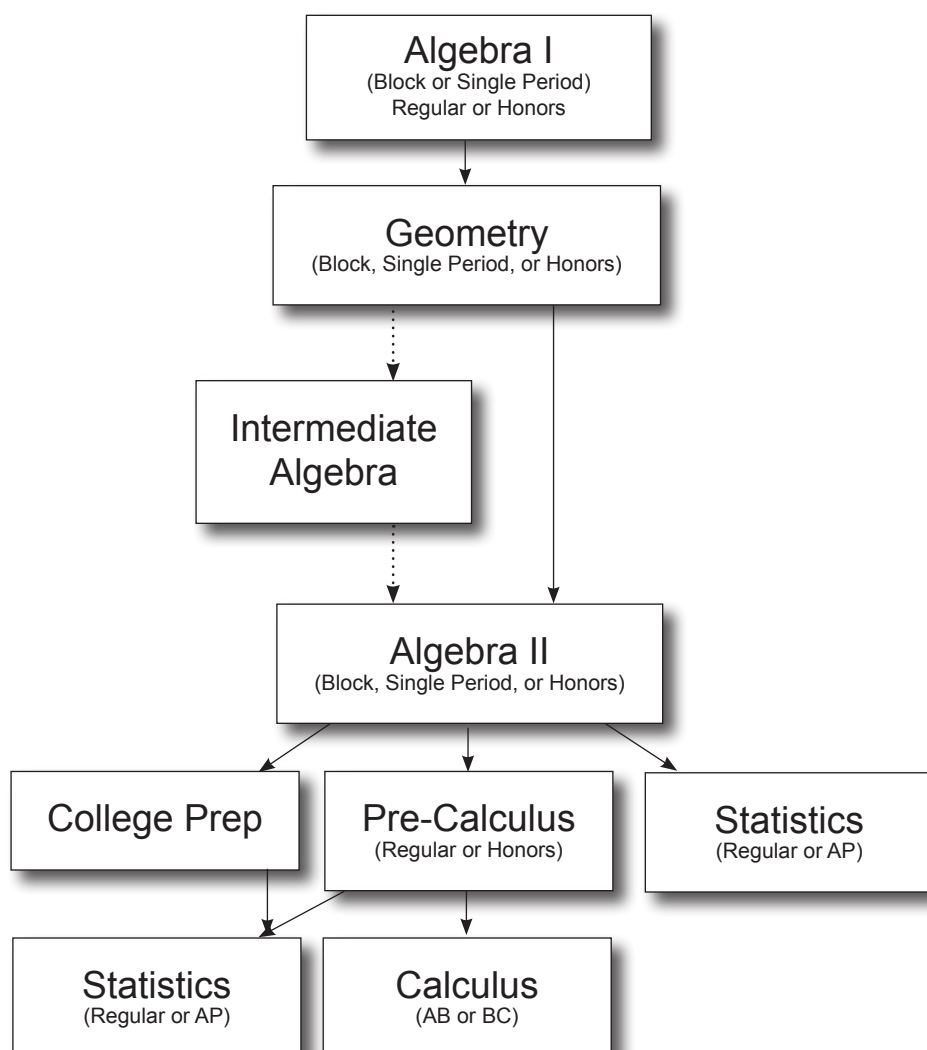 Algebra I
(Block or Single Period)
Regular or Honors
Geometry
(Block, Single Period, or Honors)
Intermediate
Algebra
Algebra II
(Block, Single Period, or Honors)
College Prep
Pre-Calculus
(Regular or Honors)
Statistics
(Regular or AP)
Statistics
(Regular or AP)
Calculus
(AB or BC)